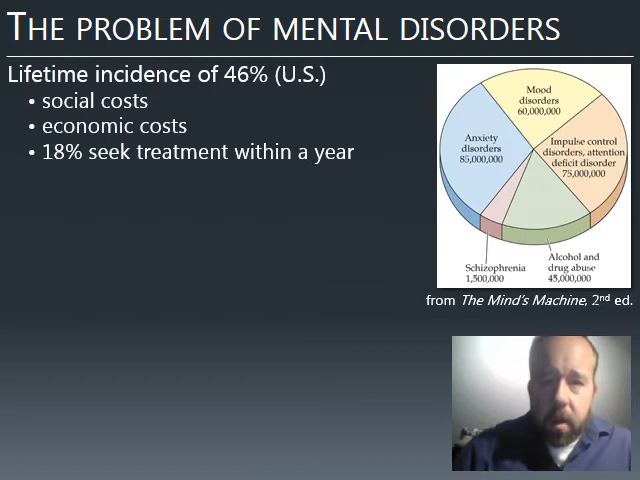 THE PROBLEM OF MENTAL DISORDERS
Lifetime incidence of 46% (U.S.)
• social costs
• economic costs
• 18% seek treatment within a year
Mood
disorders
60,000,000
Anxiety
disorders
85,000,000
Impulse control
disorders, attention
deficit disorder
75,000,000
Schizophrenia
1,500,000
Alcohol and
drug abuse
45,000,000
from The Mind's Machine, 2nd ed.